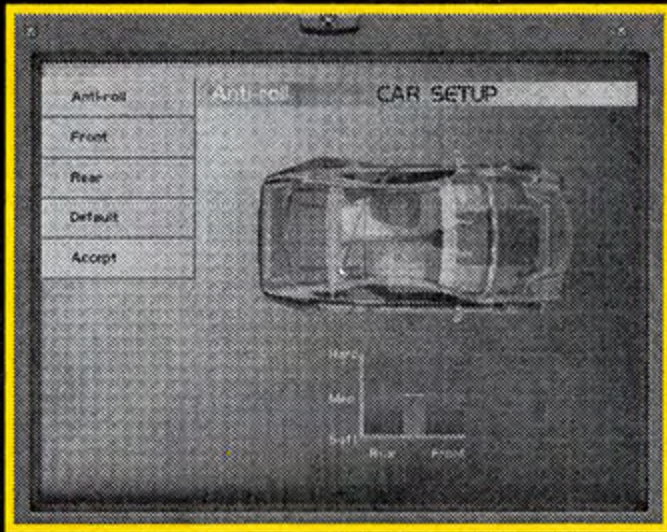 Anti-roll CAR SETUP
Anti-roll
Front
Rear
Default
Accept
Hard
Med
Soft
Rear Front